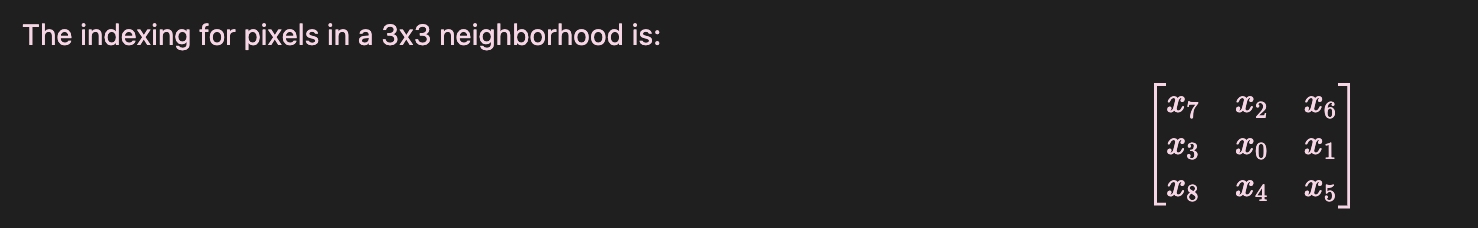 The indexing for pixels in a 3x3 neighborhood is:
x₇ x₂ x₆
x₃ x₀ x₁
x₈ x₄ x₅